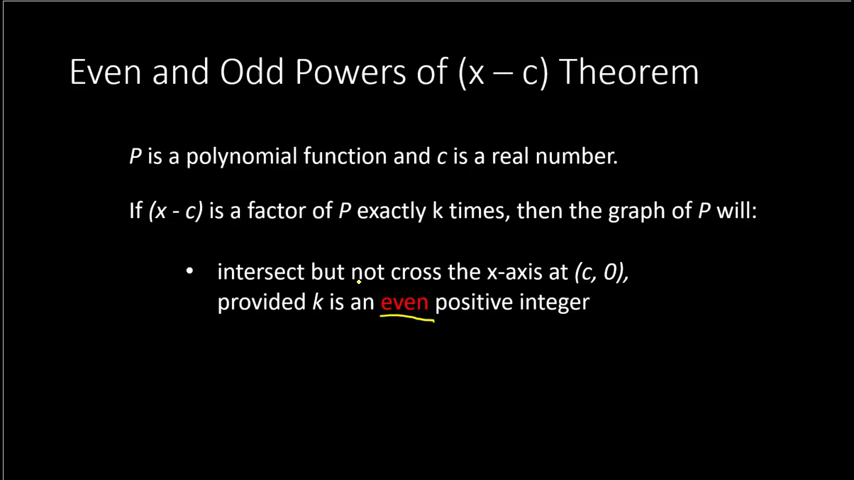 Even and Odd Powers of (x – c) Theorem
P is a polynomial function and c is a real number.
If (x - c) is a factor of P exactly k times, then the graph of P will:
• intersect but not cross the x-axis at (c, 0),
provided k is an even positive integer